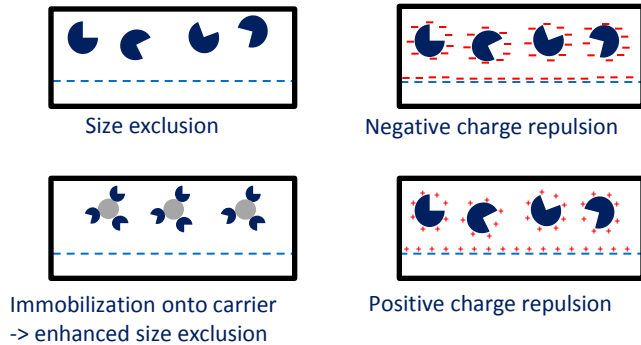 Size exclusion
Negative charge repulsion
Immobilization onto carrier
-> enhanced size exclusion
Positive charge repulsion